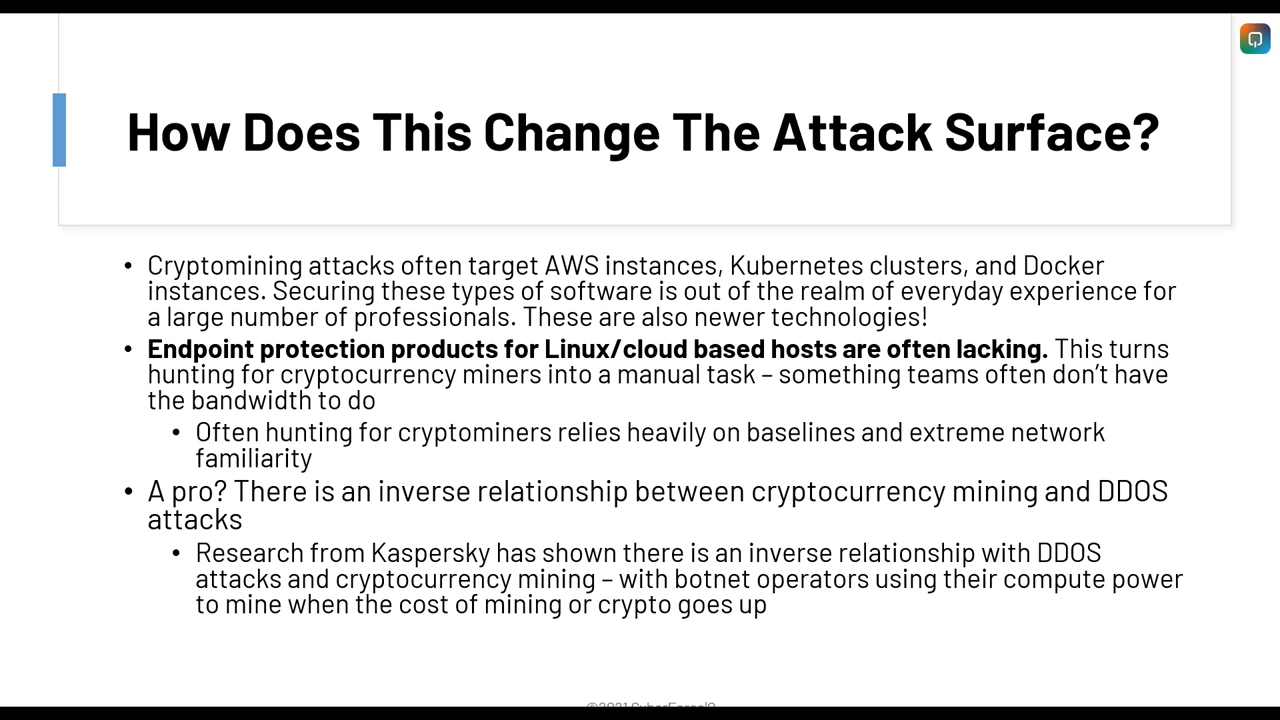 How Does This Change The Attack Surface?
• Cryptomining attacks often target AWS instances, Kubernetes clusters, and Docker
instances. Securing these types of software is out of the realm of everyday experience for
a large number of professionals. These are also newer technologies!
• Endpoint protection products for Linux/cloud based hosts are often lacking. This turns
hunting for cryptocurrency miners into a manual task – something teams often don't have
the bandwidth to do
• Often hunting for cryptominers relies heavily on baselines and extreme network
familiarity
• A pro? There is an inverse relationship between cryptocurrency mining and DDOS
attacks
• Research from Kaspersky has shown there is an inverse relationship with DDOS
attacks and cryptocurrency mining – with botnet operators using their compute power
to mine when the cost of mining or crypto goes up